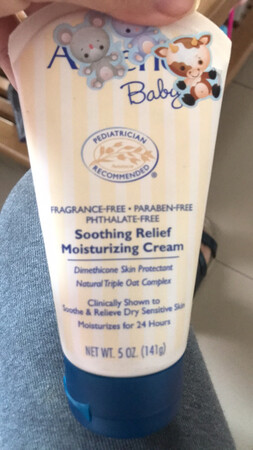 Baby
PEDIATRICIAN
RECOMMENDED
FRAGRANCE-FREE • PARABEN-FREE
PHTHALATE-FREE
Soothing Relief
Moisturizing Cream
Dimethicone Skin Protectant
Natural Triple Oat Complex
Clinically Shown to
Soothe & Relieve Dry Sensitive Skin
Moisturizes for 24 Hours
NET WT. 5 OZ. (141g)